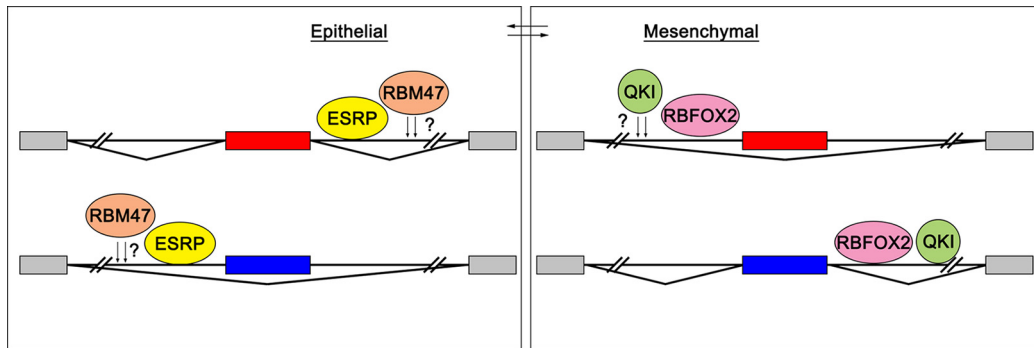 Epithelial
RBM47
ESRP
?
RBM47
ESRP
?
Mesenchymal
QKI
RBFOX2
?
RBFOX2
QKI